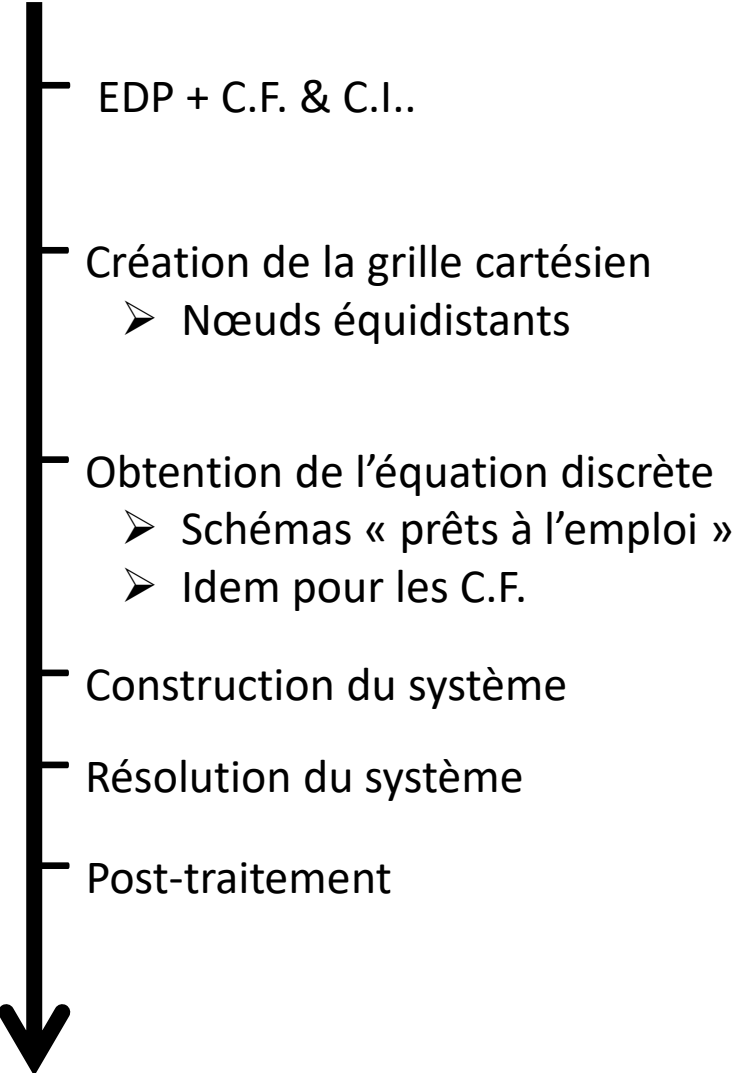 EDP + C.F. & C.I..
Création de la grille cartésien
➢ Nœuds équidistants
Obtention de l’équation discrète
➢ Schémas « prêts à l’emploi »
➢ Idem pour les C.F.
Construction du système
Résolution du système
Post-traitement